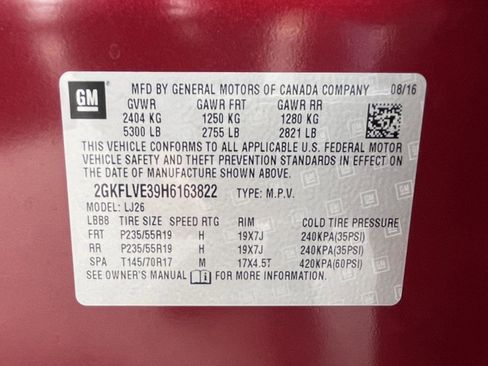 GM
MFD BY GENERAL MOTORS OF CANADA COMPANY 08/16
GVWR GAWR FRT GAWR RR
2404 KG 1250 KG 1280 KG
5300 LB 2755 LB 2821 LB
THIS VEHICLE CONFORMS TO ALL APPLICABLE U.S. FEDERAL MOTOR
VEHICLE SAFETY AND THEFT PREVENTION STANDARDS IN EFFECT ON
THE DATE OF MANUFACTURE SHOWN ABOVE.
2GKFLVE39H6163822 TYPE: M.P.V.
MODEL: LJ26
LBB8 TIRE SIZE SPEED RTG RIM COLD TIRE PRESSURE
FRT P235/55R19 H 19X7J 240KPA(35PSI)
RR P235/55R19 H 19X7J 240KPA(35PSI)
SPA T145/70R17 M 17X4.5T 420KPA(60PSI)
SEE OWNER'S MANUAL FOR MORE INFORMATION.